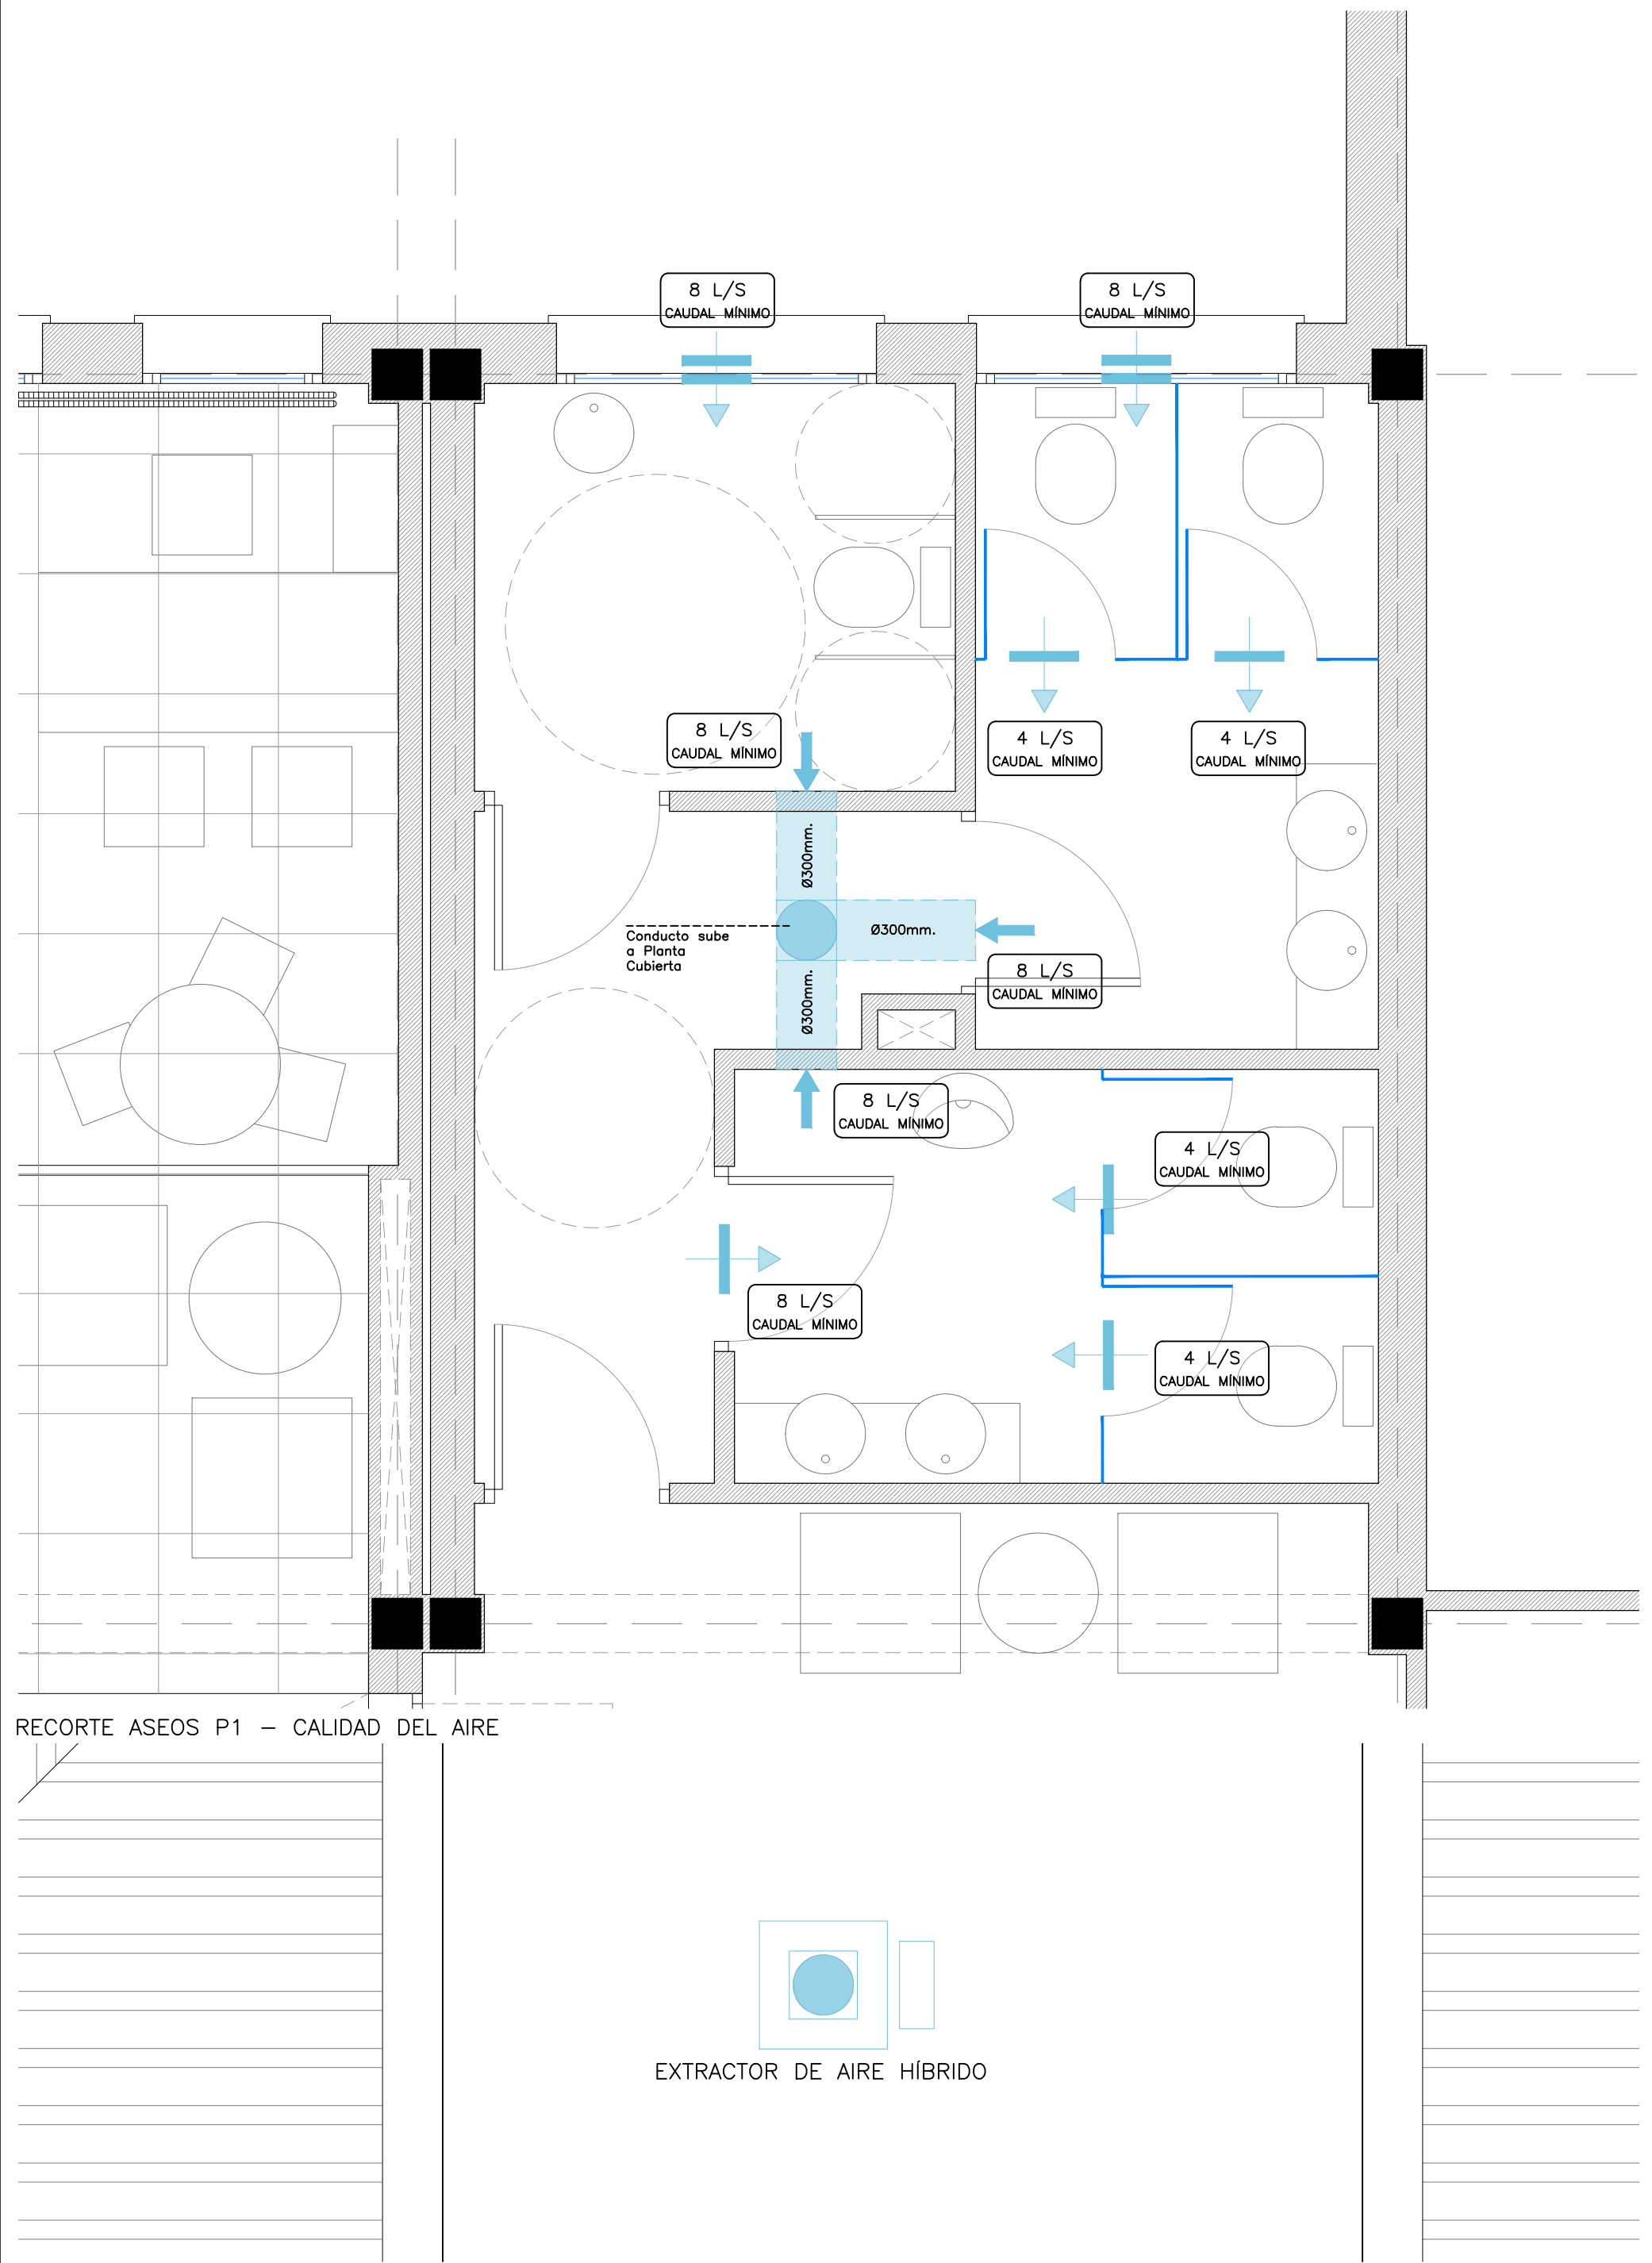 8 L/S
CAUDAL MÍNIMO
8 L/S
CAUDAL MÍNIMO
8 L/S
CAUDAL MÍNIMO
4 L/S
CAUDAL MÍNIMO
4 L/S
CAUDAL MÍNIMO
Ø300mm.
Conducto sube
a Planta
Cubierta
Ø300mm.
Ø300mm.
8 L/S
CAUDAL MÍNIMO
8 L/S
CAUDAL MÍNIMO
4 L/S
CAUDAL MÍNIMO
8 L/S
CAUDAL MÍNIMO
4 L/S
CAUDAL MÍNIMO
RECORTE ASEOS P1 – CALIDAD DEL AIRE
EXTRACTOR DE AIRE HÍBRIDO